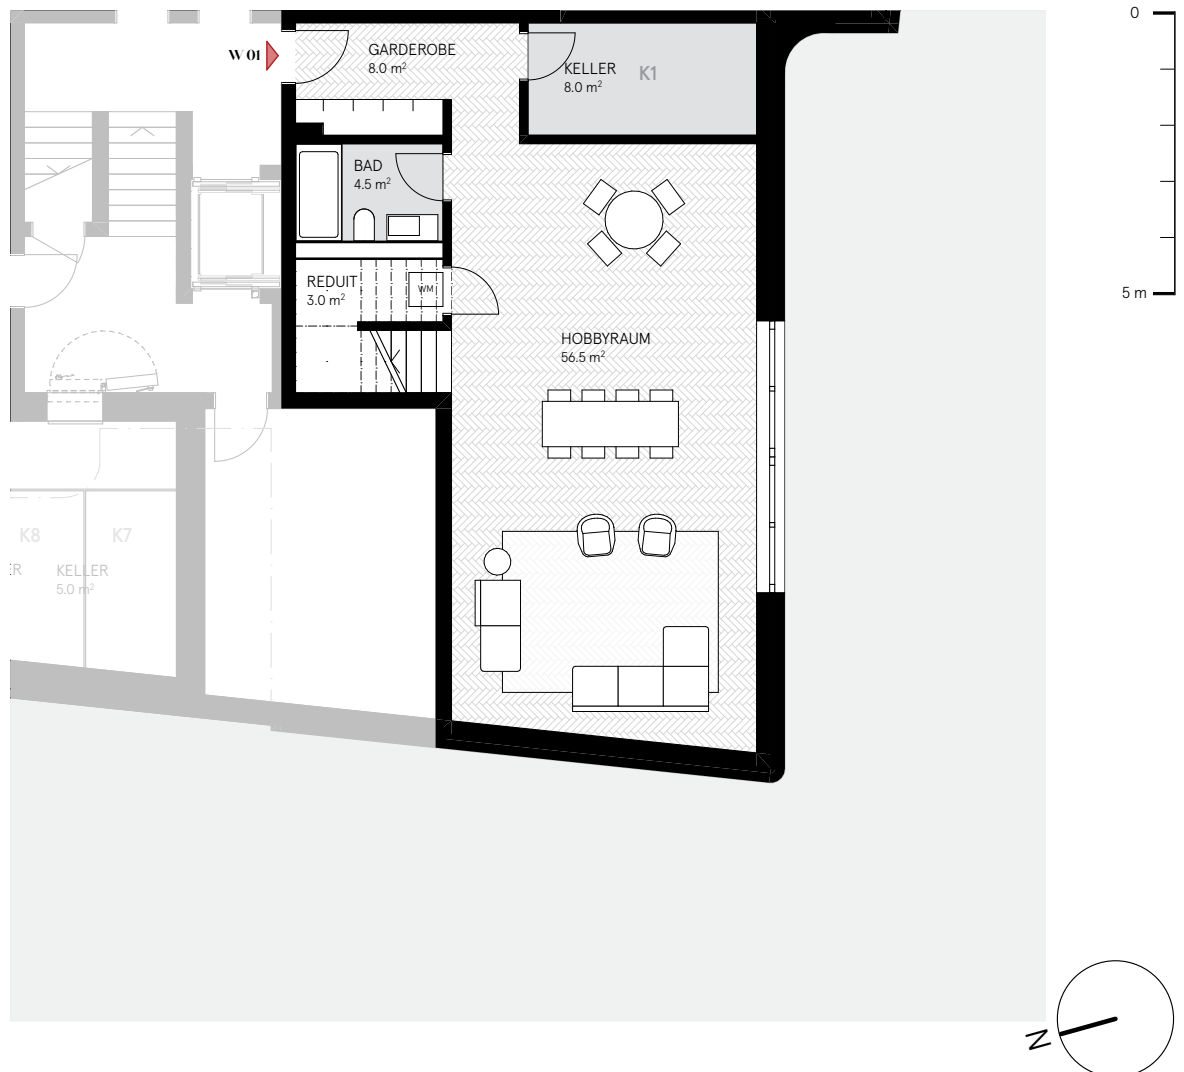 0
W 01
GARDEROBE
8.0 m²
KELLER
8.0 m²
K1
BAD
4.5 m²
REDUIT
3.0 m²
WM
5 m
HOBBYRAUM
56.5 m²
K8
K7
ER
KELLER
5.0 m²
N